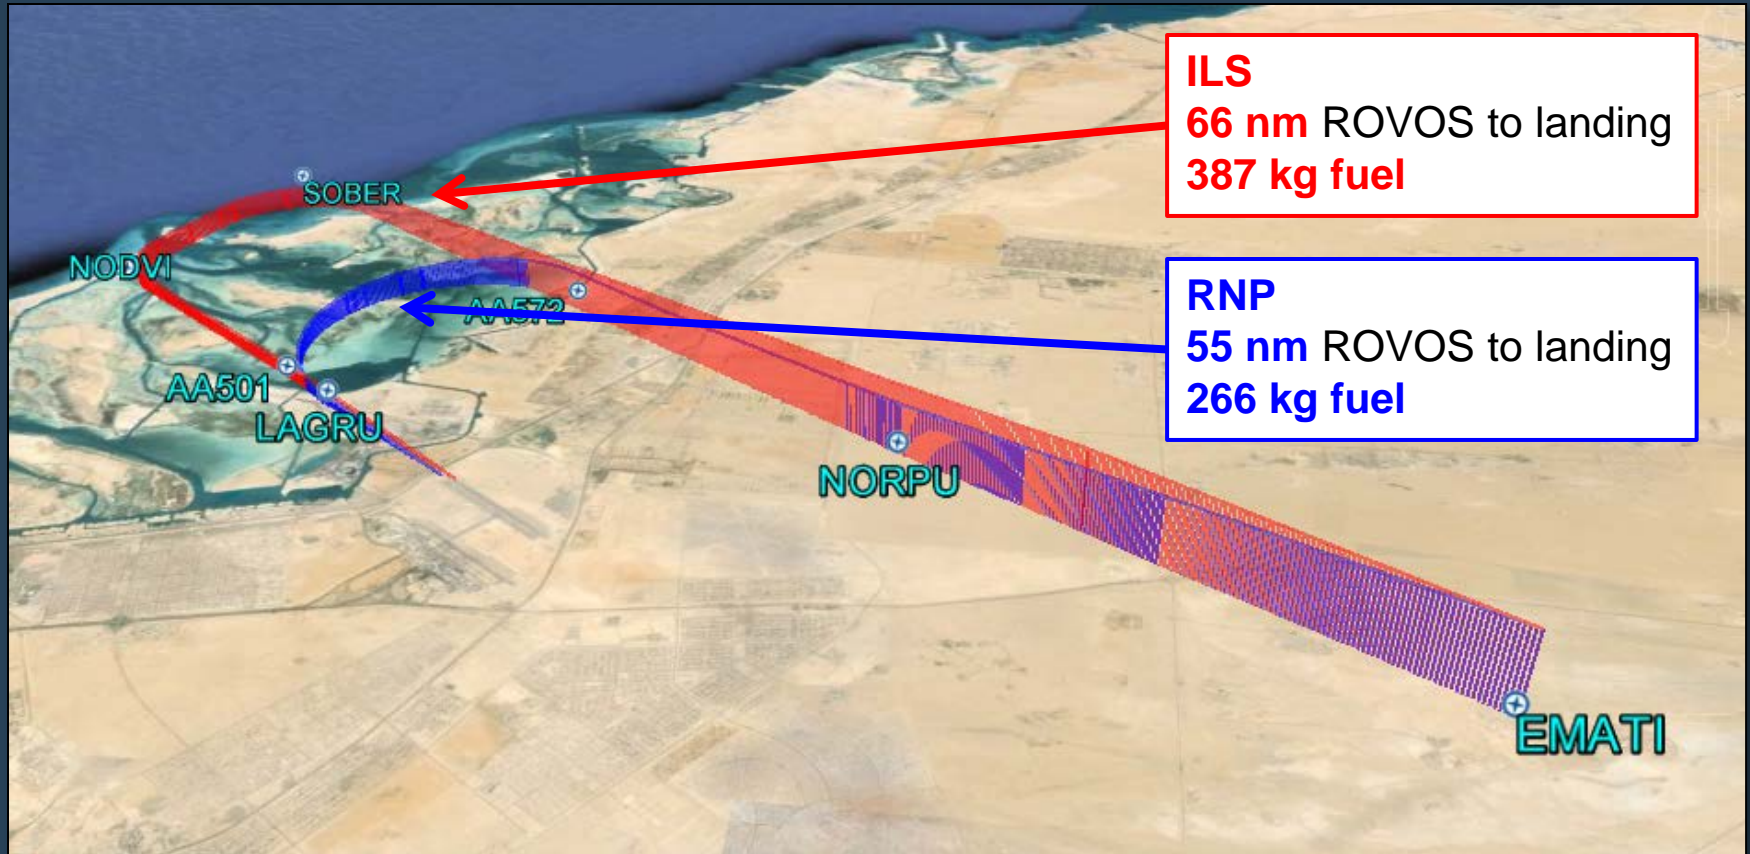 ILS
66 nm ROVOS to landing
387 kg fuel
SOBER
NODVI
RNP
55 nm ROVOS to landing
266 kg fuel
AA572
AA501
LAGRU
NORPU
EMATI